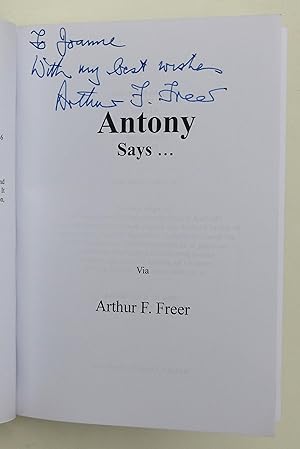 To Joanne
With my best wishes
Arthur F. Freer
Antony
Says ...
Via
Arthur F. Freer